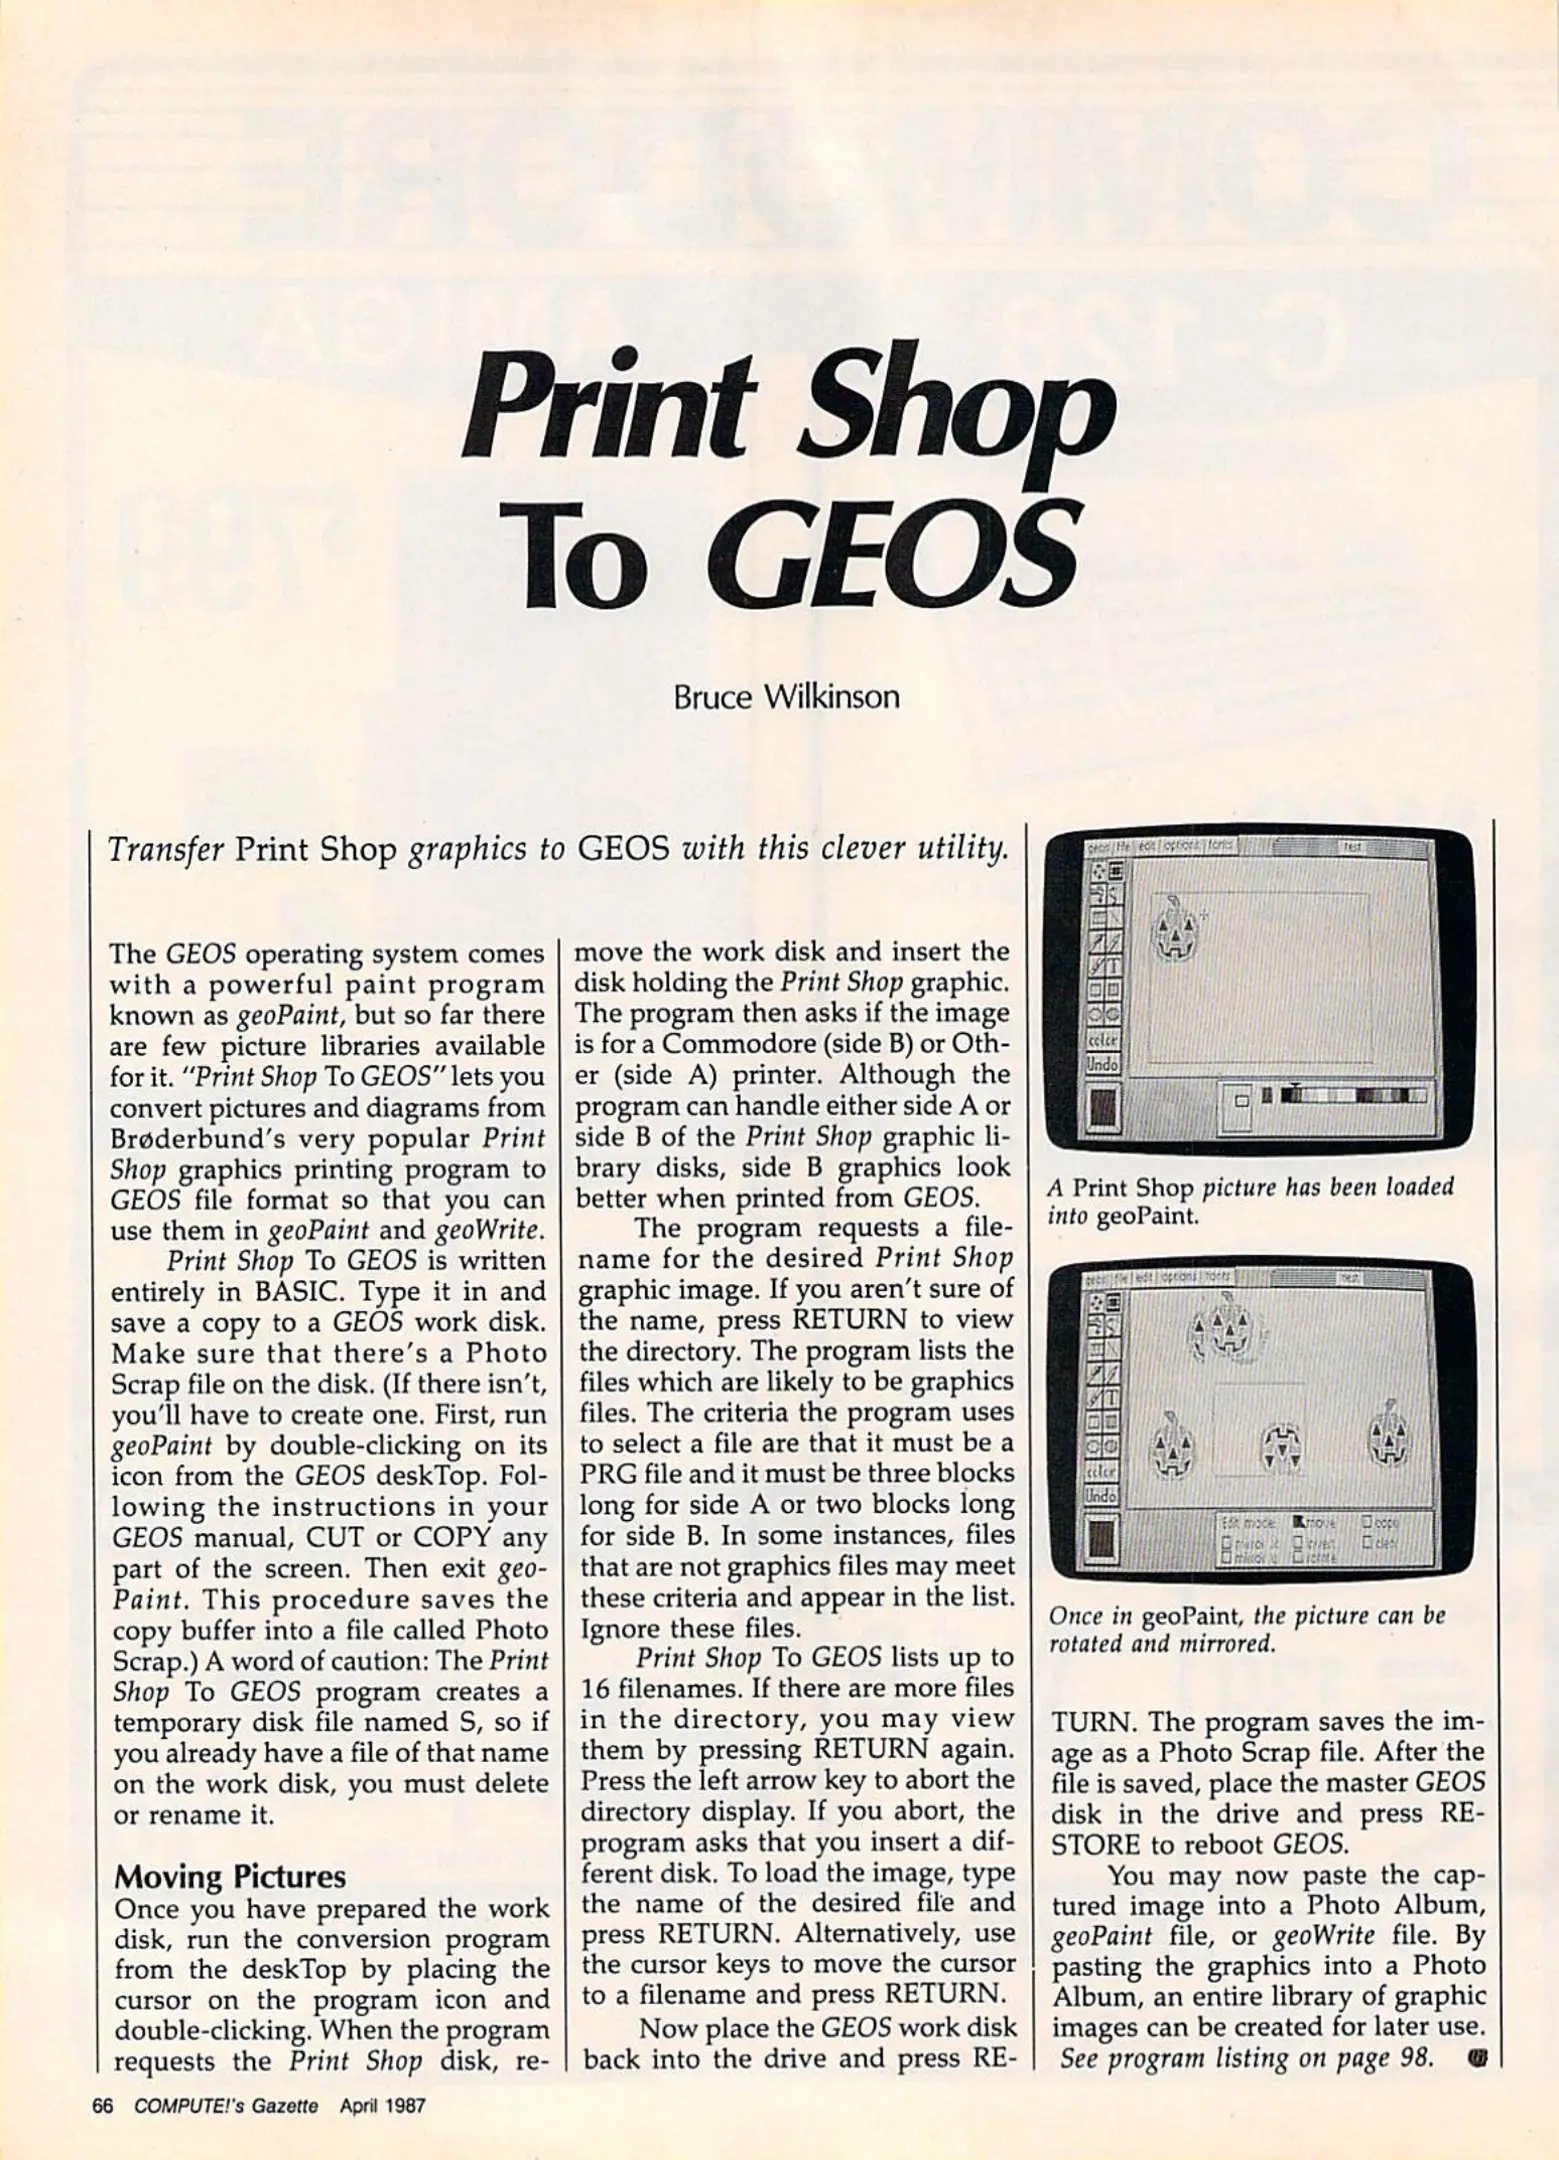 Print Shop
To GEOS
Bruce Wilkinson
Transfer Print Shop graphics to GEOS with this clever utility.
The GEOS operating system comes
with a powerful paint program
known as geoPaint, but so far there
are few picture libraries available
for it. "Print Shop To GEOS" lets you
convert pictures and diagrams from
Brøderbund's very popular Print
Shop graphics printing program to
GEOS file format so that you can
use them in geoPaint and geoWrite.
Print Shop To GEOS is written
entirely in BASIC. Type it in and
save a copy to a GEOS work disk.
Make sure that there's a Photo
Scrap file on the disk. (If there isn't,
you'll have to create one. First, run
geoPaint by double-clicking on its
icon from the GEOS deskTop. Fol-
lowing the instructions in your
GEOS manual, CUT or COPY any
part of the screen. Then exit geo-
Paint. This procedure saves the
copy buffer into a file called Photo
Scrap.) A word of caution: The Print
Shop To GEOS program creates a
temporary disk file named S, so if
you already have a file of that name
on the work disk, you must delete
or rename it.
Moving Pictures
Once you have prepared the work
disk, run the conversion program
from the deskTop by placing the
cursor on the program icon and
double-clicking. When the program
requests the Print Shop disk, re-
move the work disk and insert the
disk holding the Print Shop graphic.
The program then asks if the image
is for a Commodore (side B) or Oth-
er (side A) printer. Although the
program can handle either side A or
side B of the Print Shop graphic li-
brary disks, side B graphics look
better when printed from GEOS.
The program requests a file-
name for the desired Print Shop
graphic image. If you aren't sure of
the name, press RETURN to view
the directory. The program lists the
files which are likely to be graphics
files. The criteria the program uses
to select a file are that it must be a
PRG file and it must be three blocks
long for side A or two blocks long
for side B. In some instances, files
that are not graphics files may meet
these criteria and appear in the list.
Ignore these files.
Print Shop To GEOS lists up to
16 filenames. If there are more files
in the directory, you may view
them by pressing RETURN again.
Press the left arrow key to abort the
directory display. If you abort, the
program asks that you insert a dif-
ferent disk. To load the image, type
the name of the desired file and
press RETURN. Alternatively, use
the cursor keys to move the cursor
to a filename and press RETURN.
Now place the GEOS work disk
back into the drive and press RE-
geos file edit options fonts
test
T
color
Undo
A Print Shop picture has been loaded
into geoPaint.
geos file edit options fonts
test
T
color
Undo
Edit mode: move copy
mirror invert clear
mirror rotate
Once in geoPaint, the picture can be
rotated and mirrored.
TURN. The program saves the im-
age as a Photo Scrap file. After the
file is saved, place the master GEOS
disk in the drive and press RE-
STORE to reboot GEOS.
You may now paste the cap-
tured image into a Photo Album,
geoPaint file, or geoWrite file. By
pasting the graphics into a Photo
Album, an entire library of graphic
images can be created for later use.
See program listing on page 98.
66 COMPUTE!'s Gazette April 1987